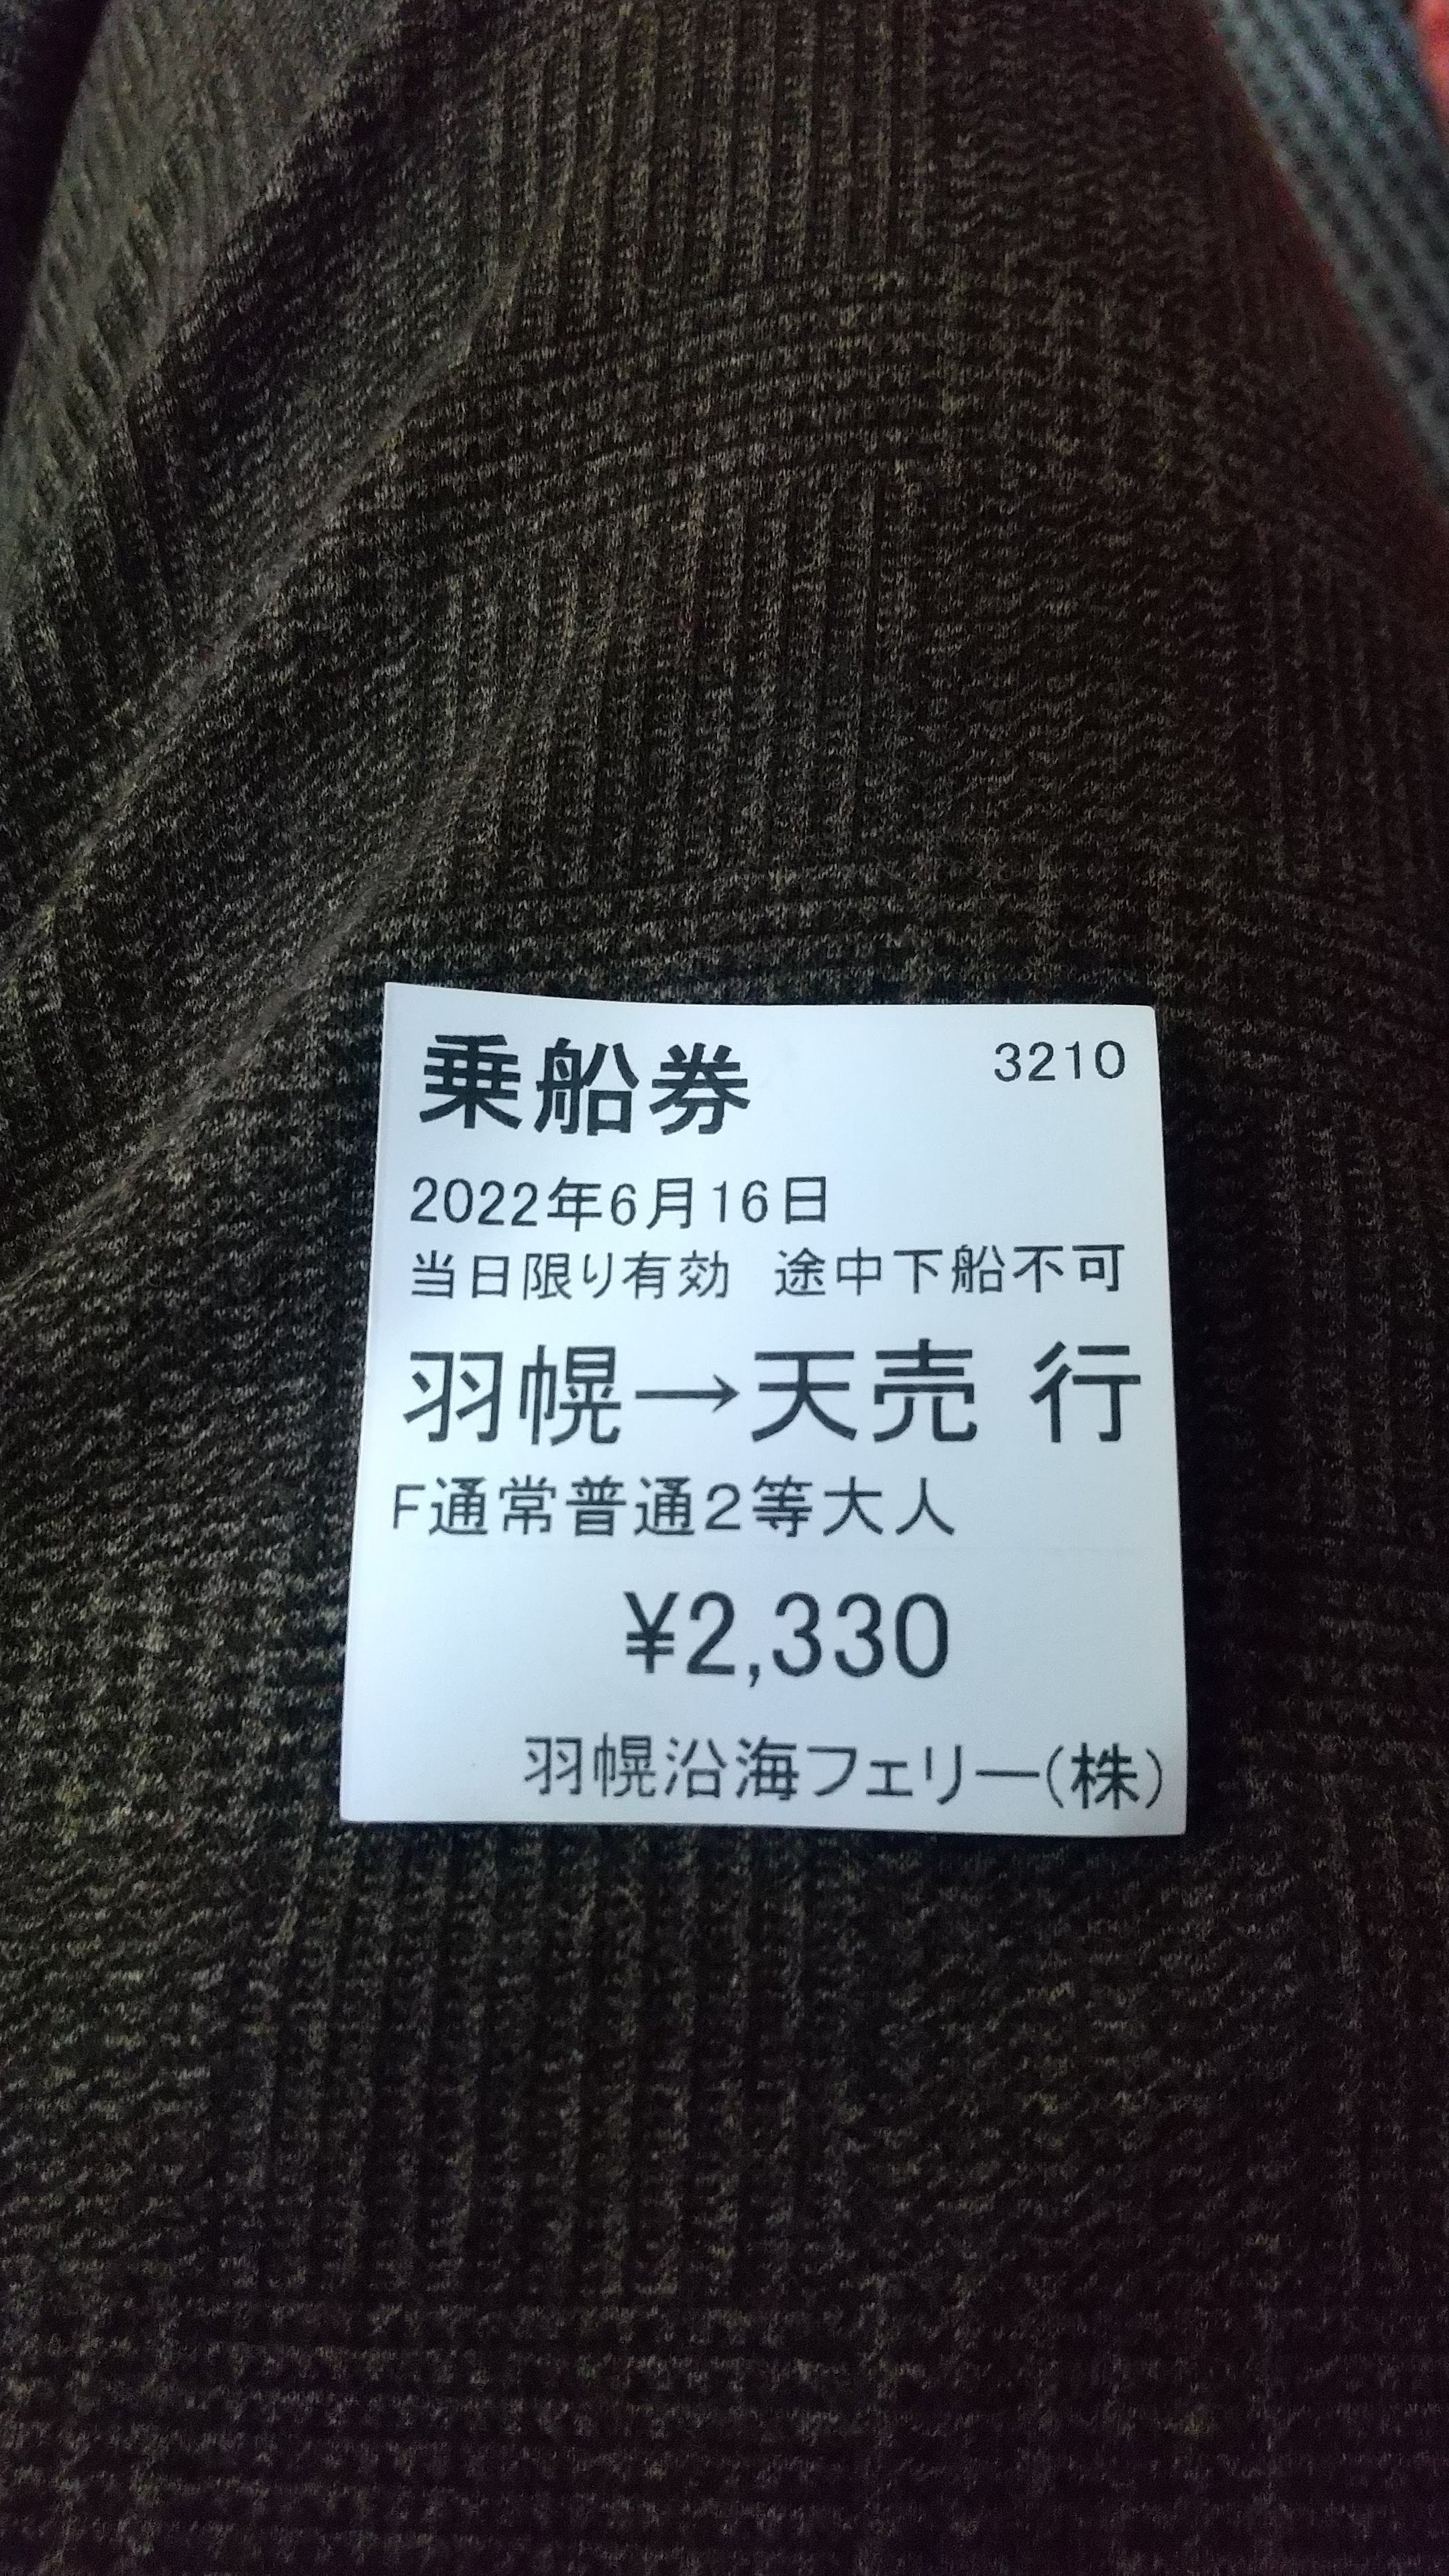 乗船券 3210
2022年6月16日
当日限り有効 途中下船不可
羽幌→天売 行
F通常普通2等大人
¥2,330
羽幌沿海フェリー(株)